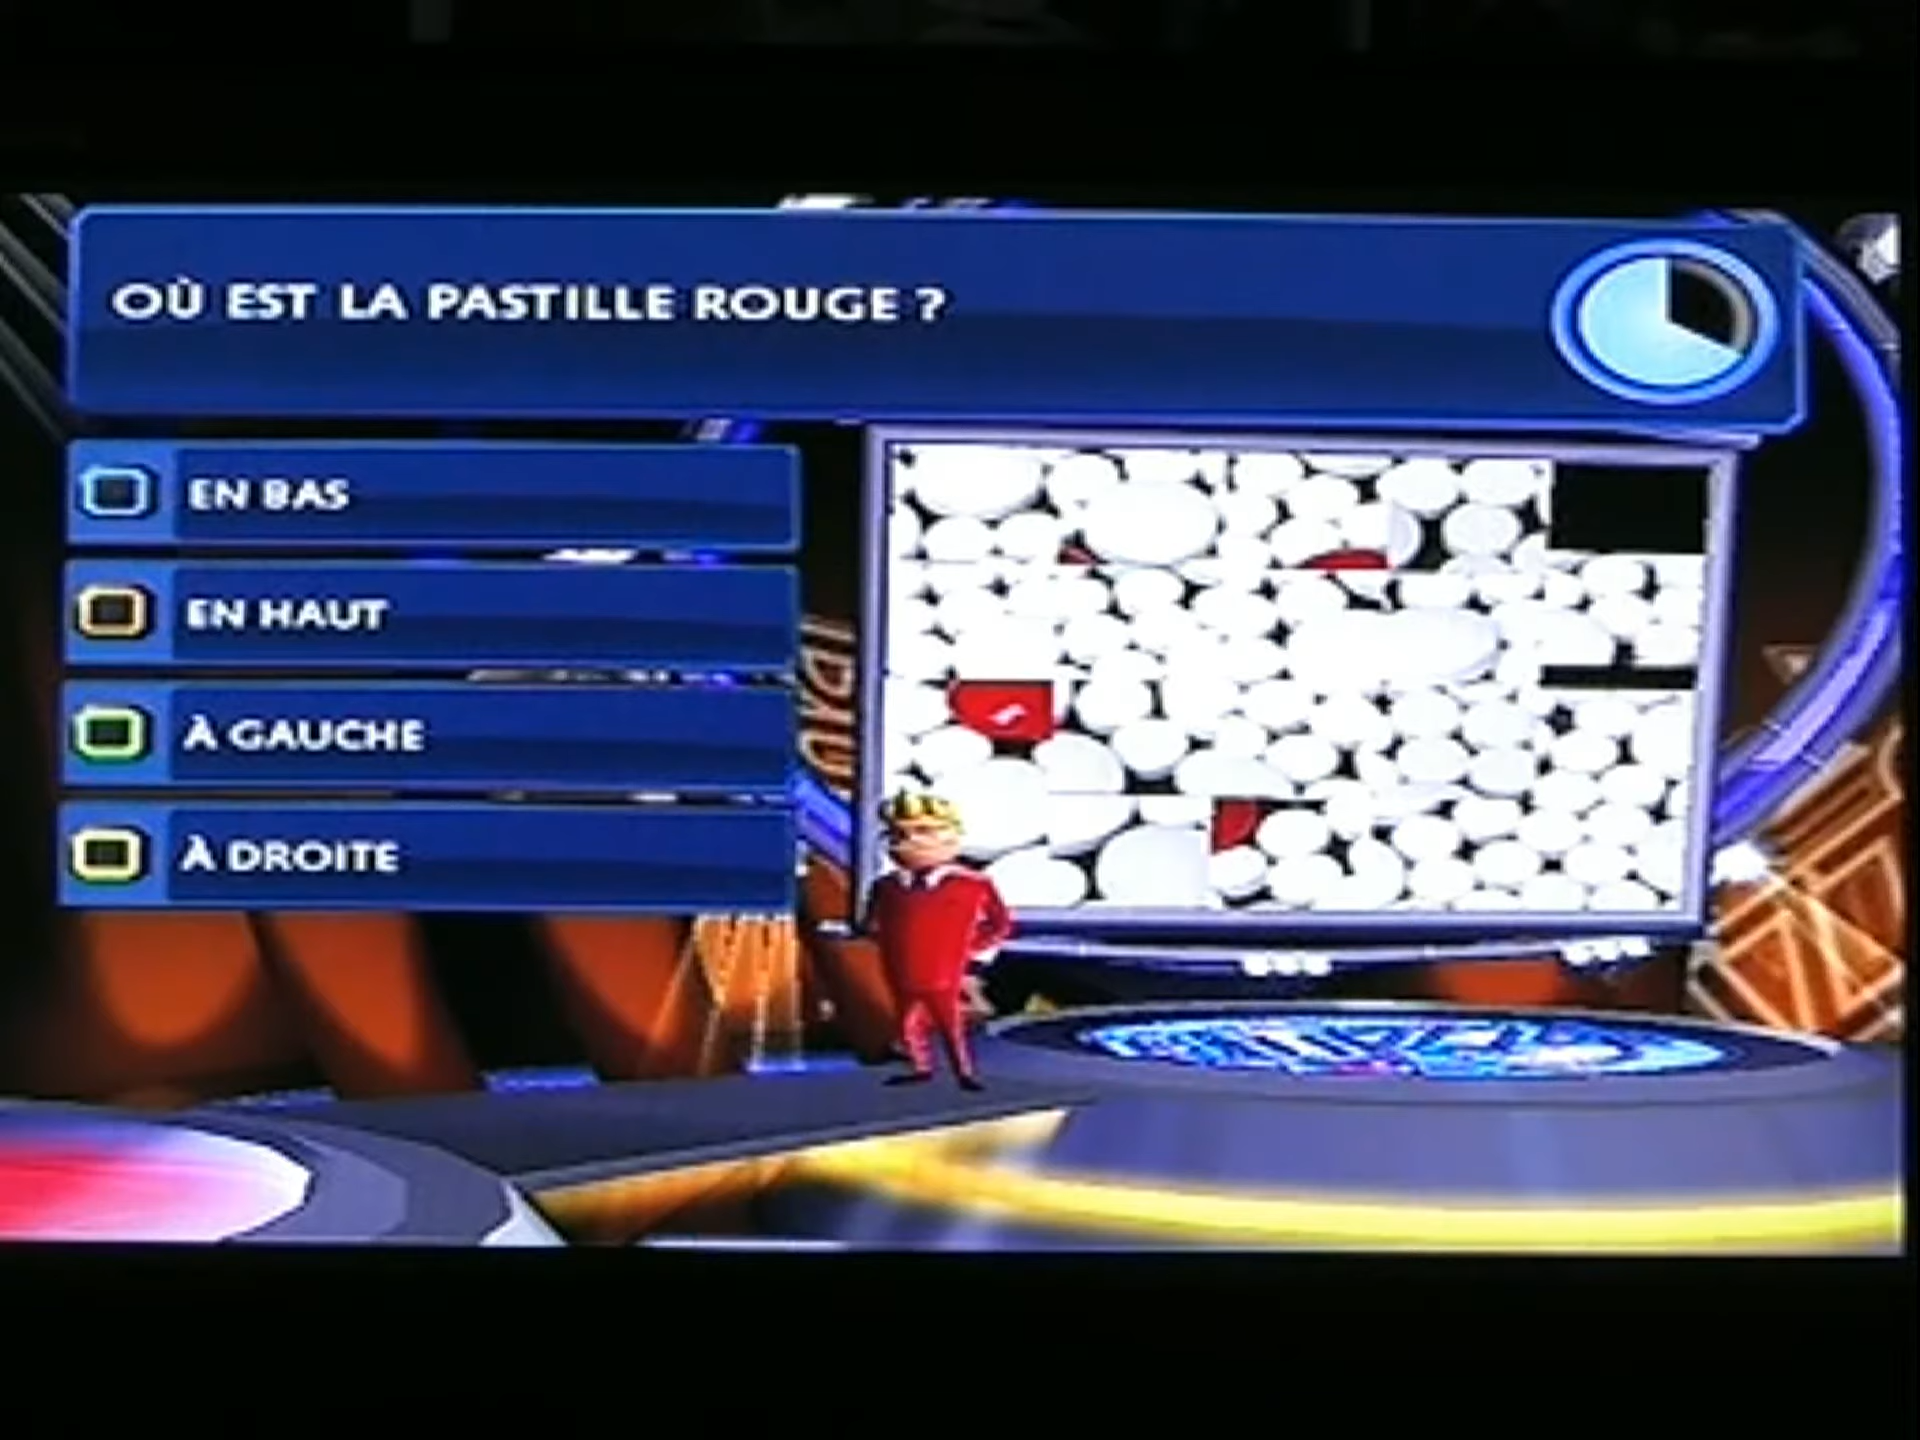 OÙ EST LA PASTILLE ROUGE ?
EN BAS
EN HAUT
À GAUCHE
À DROITE